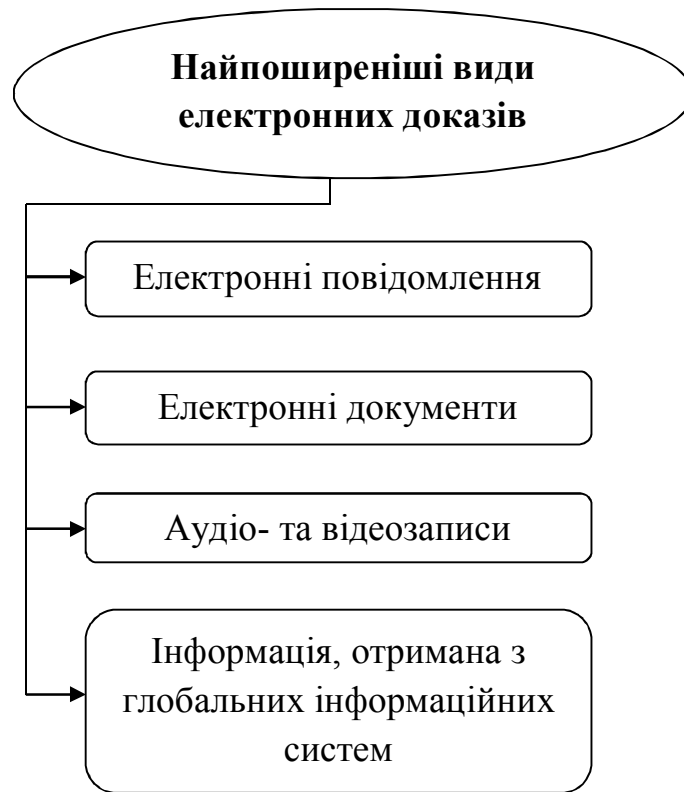 Найпоширеніші види
електронних доказів
Електронні повідомлення
Електронні документи
Аудіо- та відеозаписи
Інформація, отримана з
глобальних інформаційних
систем